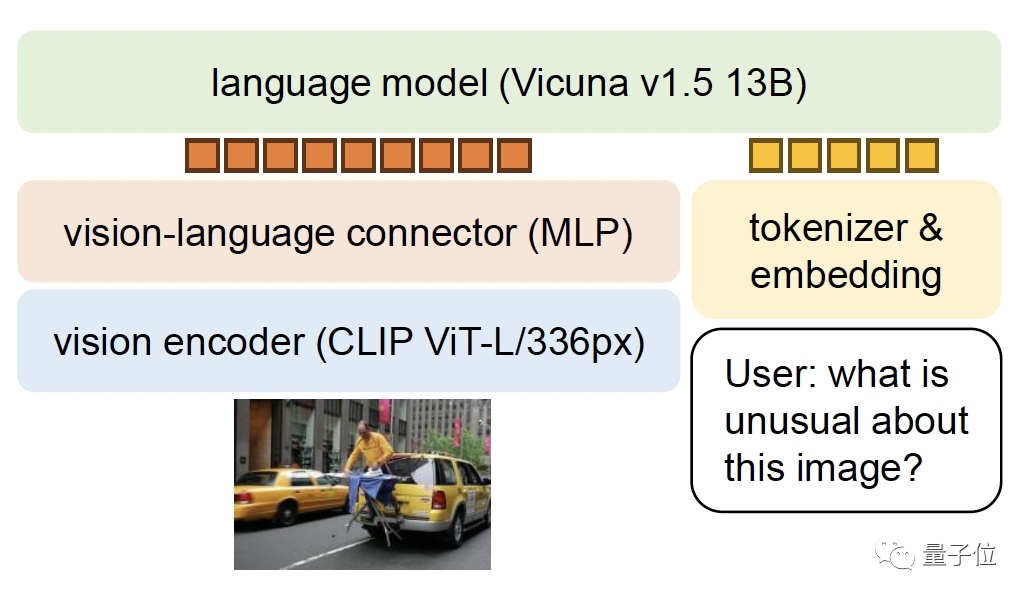 language model (Vicuna v1.5 13B)
vision-language connector (MLP)
tokenizer &
embedding
vision encoder (CLIP ViT-L/336px)
User: what is
unusual about
this image?
量子位